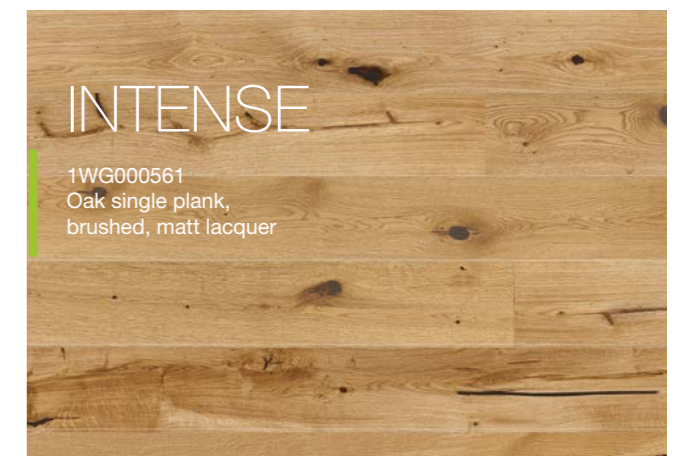 INTENSE
1WG000561
Oak single plank,
brushed, matt lacquer